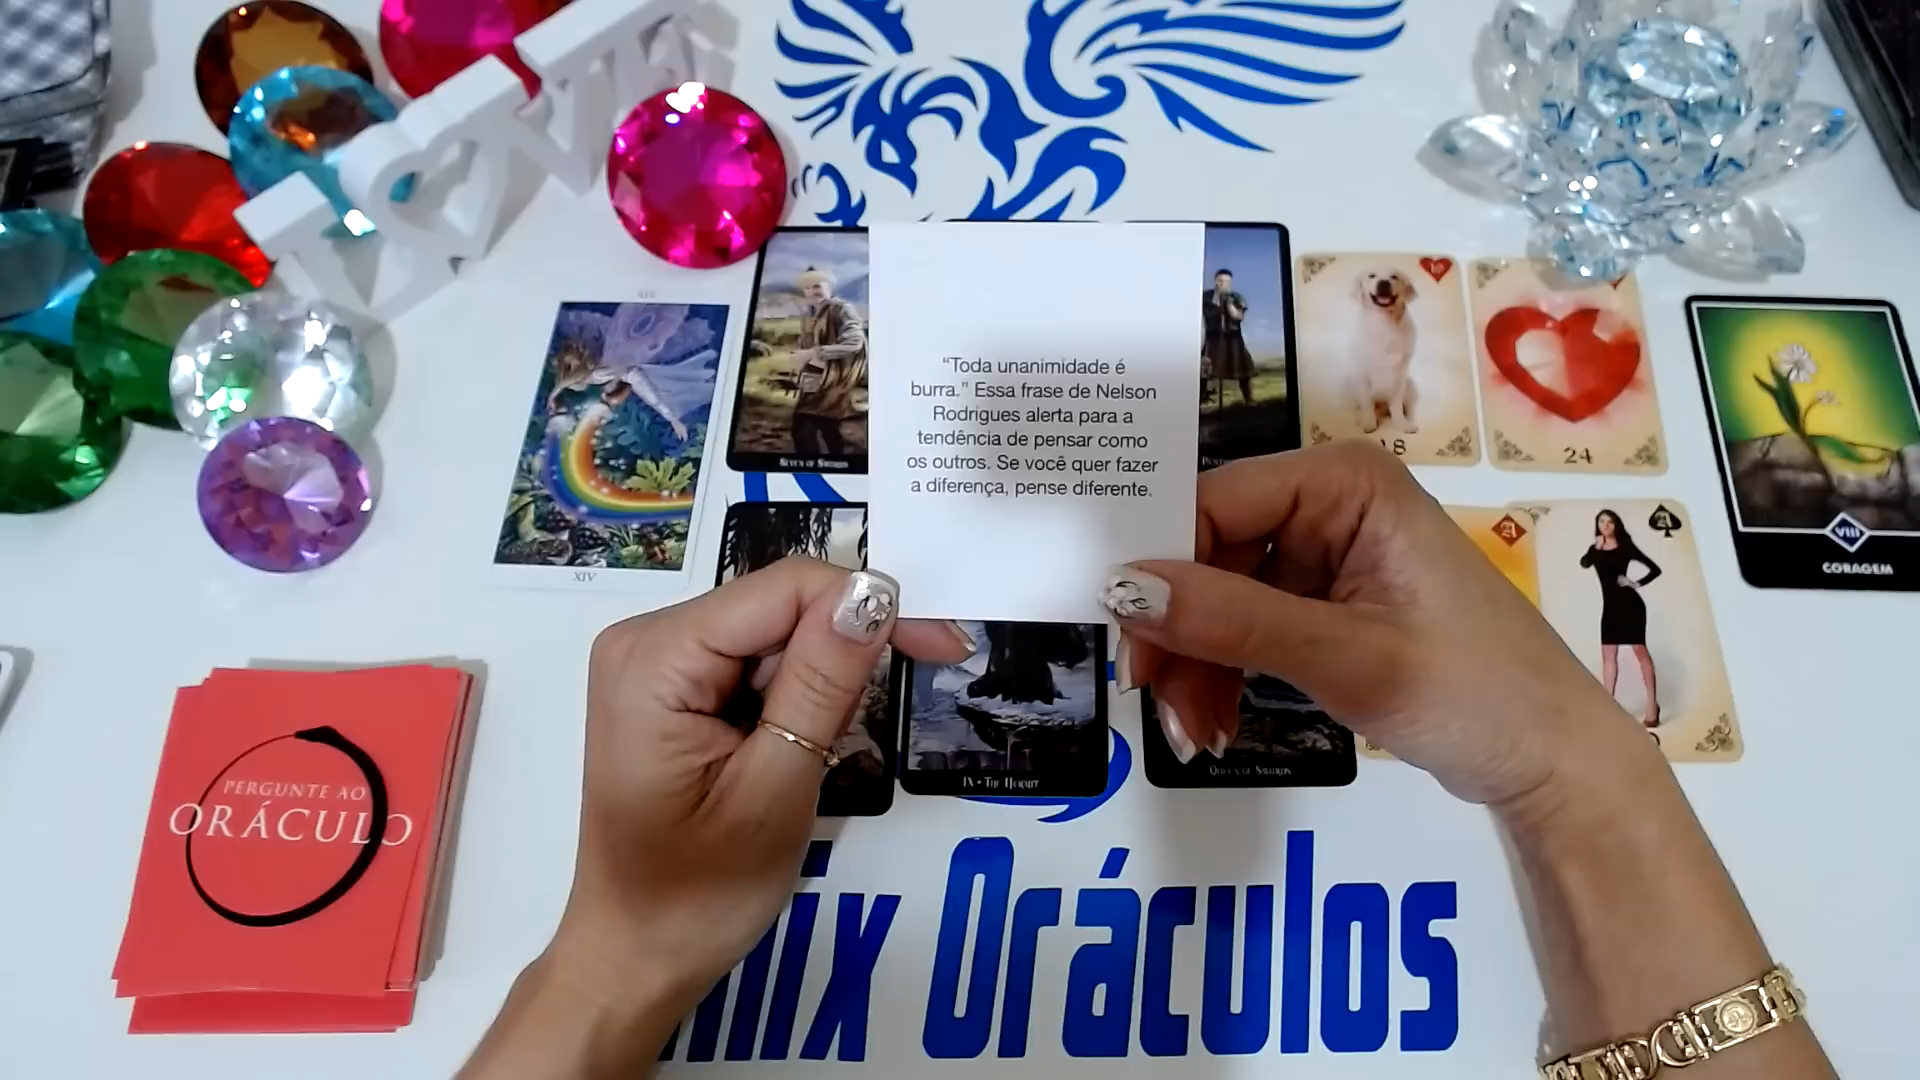 XIV
XIV
SEVEN OF SWORDS
18
24
"Toda unanimidade é
burra." Essa frase de Nelson
Rodrigues alerta para a
tendência de pensar como
os outros. Se você quer fazer
a diferença, pense diferente.
VIII
CORAGEM
IX • THE HERMIT
QUEEN OF SWORDS
PERGUNTE AO
ORÁCULO
nix Oráculos
LOVE